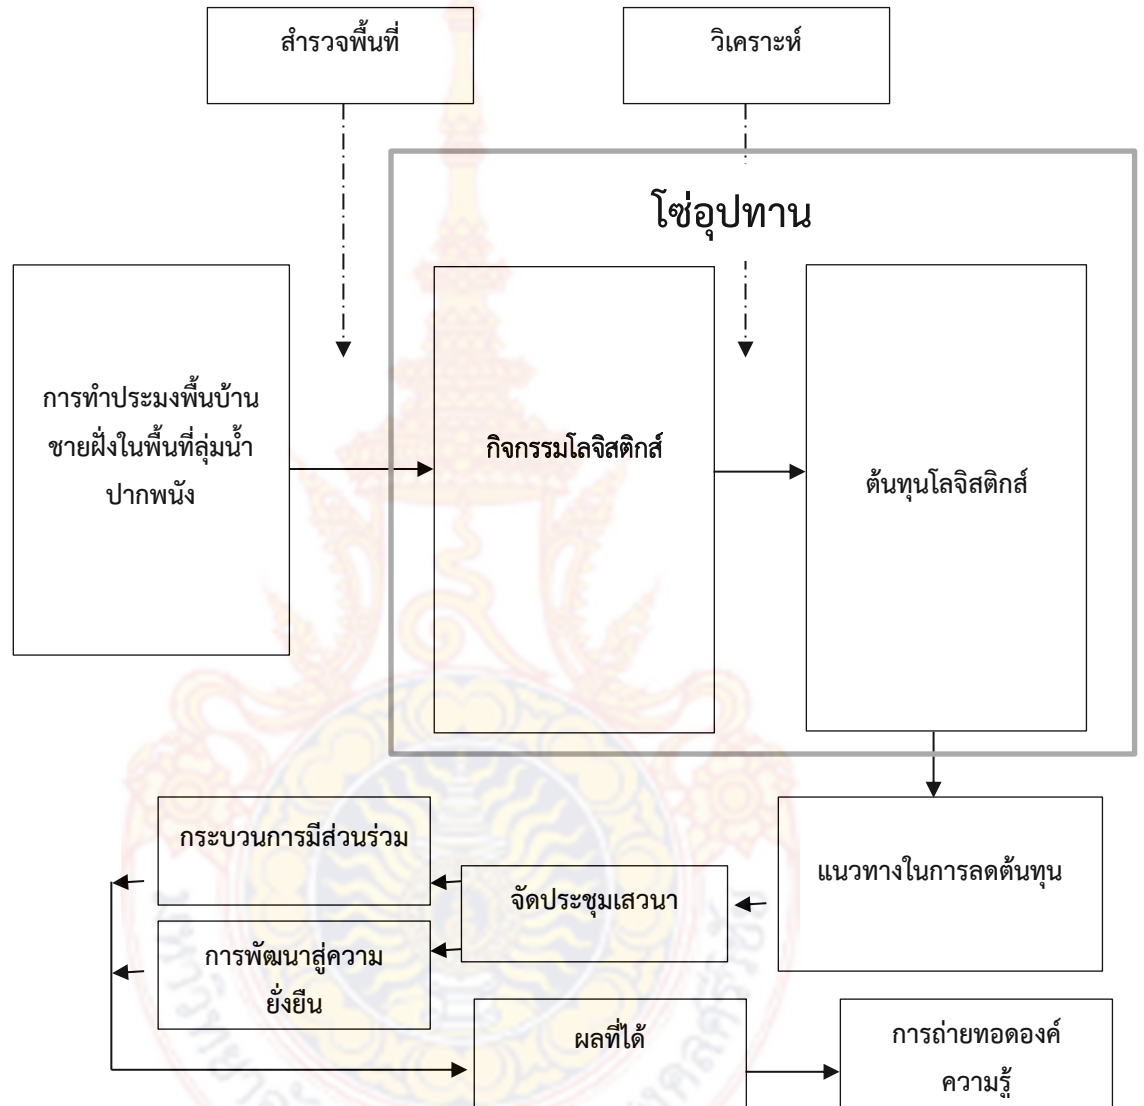 สำรวจพื้นที่
วิเคราะห์
โซ่อุปทาน
การทำประมงพื้นบ้าน
ชายฝั่งในพื้นที่ลุ่มน้ำ
ปากพนัง
กิจกรรมโลจิสติกส์
ต้นทุนโลจิสติกส์
กระบวนการมีส่วนร่วม
จัดประชุมเสวนา
แนวทางในการลดต้นทุน
การพัฒนาสู่ความ
ยั่งยืน
ผลที่ได้
การถ่ายทอดองค์
ความรู้